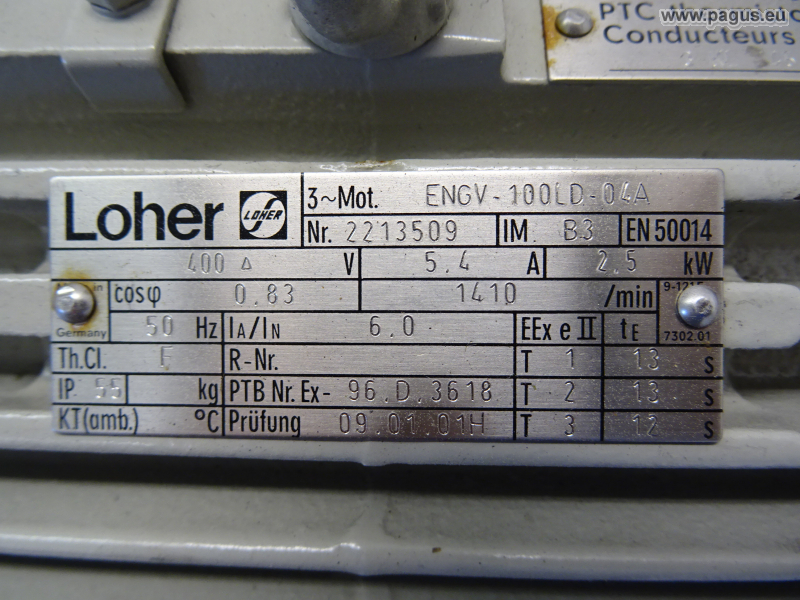 www.pagus.eu
PTC
Conducteurs
Loher LOHER 3~Mot. ENGV-100LD-04A
Nr. 2213509 IM B3 EN 50014
400 Δ V 5,4 A 2,5 kW
in cosφ 0.83 1410 /min
Germany 50 Hz IA/IN 6.0 EEx e II tE 7302.01
Th.Cl. F R-Nr. T 1 13 s
IP 55 kg PTB Nr. Ex- 96.D.3618 T 2 13 s
KT(amb.) °C Prüfung 09.01.01H T 3 12 s